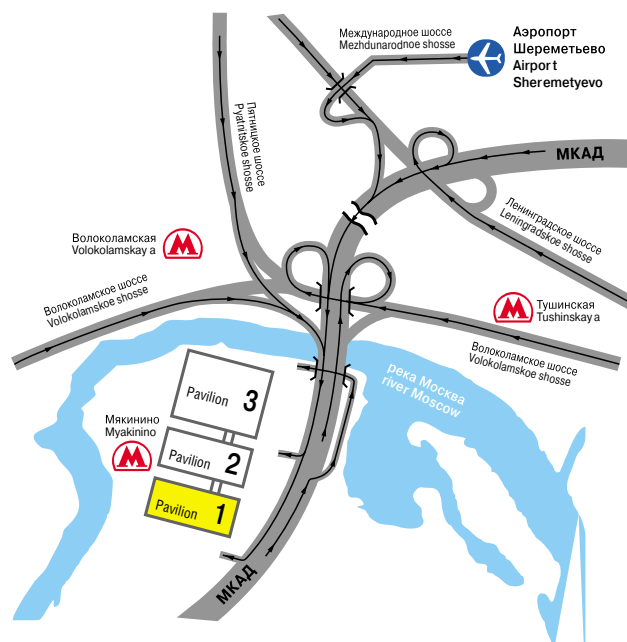 Международное шоссе
Mezhdunarodnoe shosse
Аэропорт
Шереметьево
Airport
Sheremetyevo
Пятницкое шоссе
Pyatnitskoe shosse
МКАД
Ленинградское шоссе
Leningradskoe shosse
Волоколамская
Volokolamskay a
М
Волоколамское шоссе
Volokolamskoe shosse
М
Тушинская
Tushinskay a
Волоколамское шоссе
Volokolamskoe shosse
река Москва
river Moscow
Pavilion 3
Мякинино
Myakinino
М
Pavilion 2
Pavilion 1
МКАД